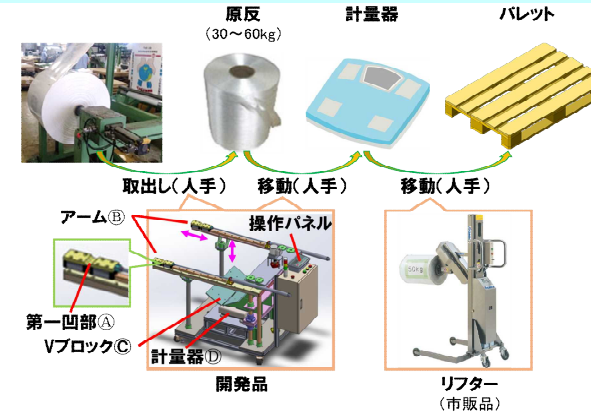 原反
(30～60kg)
計量器
パレット
取出し(人手)
移動(人手)
移動(人手)
アームⒷ
操作パネル
第一凹部Ⓐ
VブロックⒸ
計量器Ⓓ
50kg
開発品
リフター
(市販品)